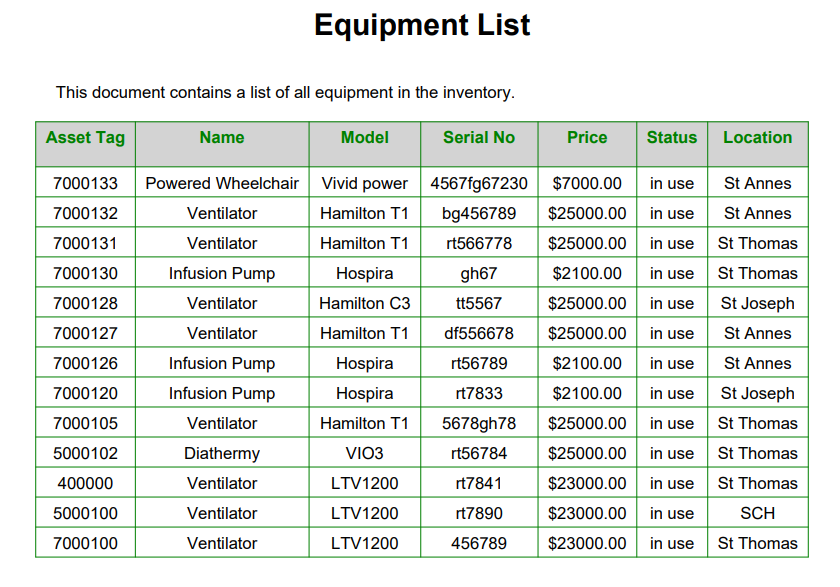 Equipment List
This document contains a list of all equipment in the inventory.
Asset Tag Name Model Serial No Price Status Location
7000133 Powered Wheelchair Vivid power 4567fg67230 $7000.00 in use St Annes
7000132 Ventilator Hamilton T1 bg456789 $25000.00 in use St Annes
7000131 Ventilator Hamilton T1 rt566778 $25000.00 in use St Thomas
7000130 Infusion Pump Hospira gh67 $2100.00 in use St Thomas
7000128 Ventilator Hamilton C3 tt5567 $25000.00 in use St Joseph
7000127 Ventilator Hamilton T1 df556678 $25000.00 in use St Annes
7000126 Infusion Pump Hospira rt56789 $2100.00 in use St Annes
7000120 Infusion Pump Hospira rt7833 $2100.00 in use St Joseph
7000105 Ventilator Hamilton T1 5678gh78 $25000.00 in use St Thomas
5000102 Diathermy VIO3 rt56784 $25000.00 in use St Thomas
400000 Ventilator LTV1200 rt7841 $23000.00 in use St Thomas
5000100 Ventilator LTV1200 rt7890 $23000.00 in use SCH
7000100 Ventilator LTV1200 456789 $23000.00 in use St Thomas